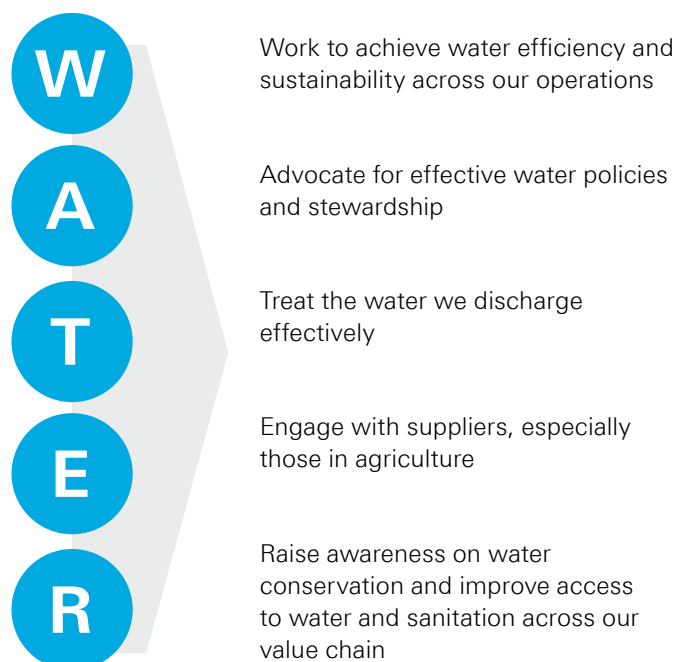 W
Work to achieve water efficiency and
sustainability across our operations
A
Advocate for effective water policies
and stewardship
T
Treat the water we discharge
effectively
E
Engage with suppliers, especially
those in agriculture
R
Raise awareness on water
conservation and improve access
to water and sanitation across our
value chain